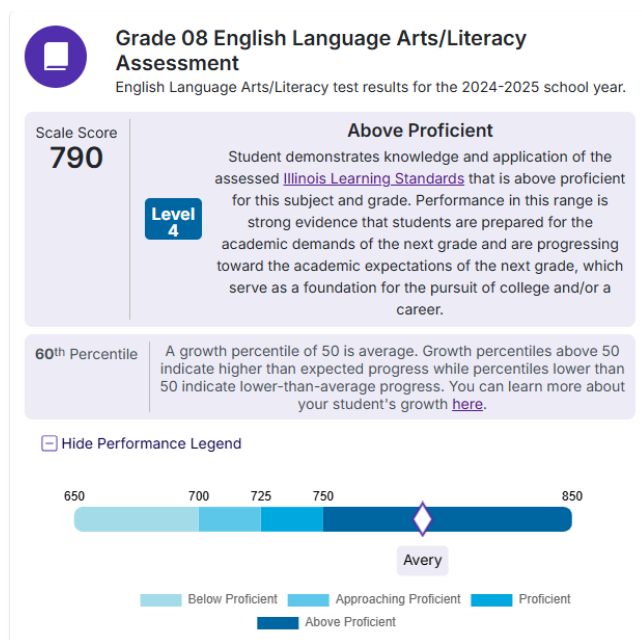 Grade 08 English Language Arts/Literacy
Assessment
English Language Arts/Literacy test results for the 2024-2025 school year.
Scale Score
790
Level
4
Above Proficient
Student demonstrates knowledge and application of the
assessed Illinois Learning Standards that is above proficient
for this subject and grade. Performance in this range is
strong evidence that students are prepared for the
academic demands of the next grade and are progressing
toward the academic expectations of the next grade, which
serve as a foundation for the pursuit of college and/or a
career.
60th Percentile
A growth percentile of 50 is average. Growth percentiles above 50
indicate higher than expected progress while percentiles lower than
50 indicate lower-than-average progress. You can learn more about
your student's growth here.
Hide Performance Legend
650 700 725 750 850
Avery
Below Proficient Approaching Proficient Proficient
Above Proficient